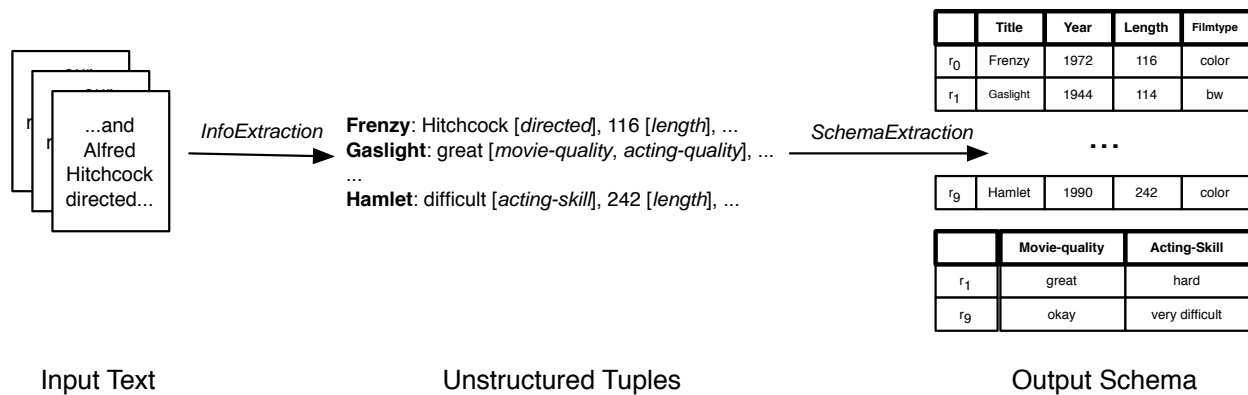 ...and
Alfred
Hitchcock
directed...
InfoExtraction
Frenzy: Hitchcock [directed], 116 [length], ...
Gaslight: great [movie-quality, acting-quality], ...
...
Hamlet: difficult [acting-skill], 242 [length], ...
SchemaExtraction
Title Year Length Filmtype
r0 Frenzy 1972 116 color
r1 Gaslight 1944 114 bw
...
r9 Hamlet 1990 242 color
Movie-quality Acting-Skill
r1 great hard
r9 okay very difficult
Input Text
Unstructured Tuples
Output Schema